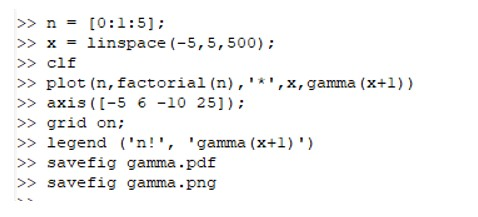 >> n = [0:1:5];
>> x = linspace(-5,5,500);
>> clf
>> plot(n,factorial(n),'*',x,gamma(x+1))
>> axis([-5 6 -10 25]);
>> grid on;
>> legend ('n!', 'gamma(x+1)')
>> savefig gamma.pdf
>> savefig gamma.png
>>